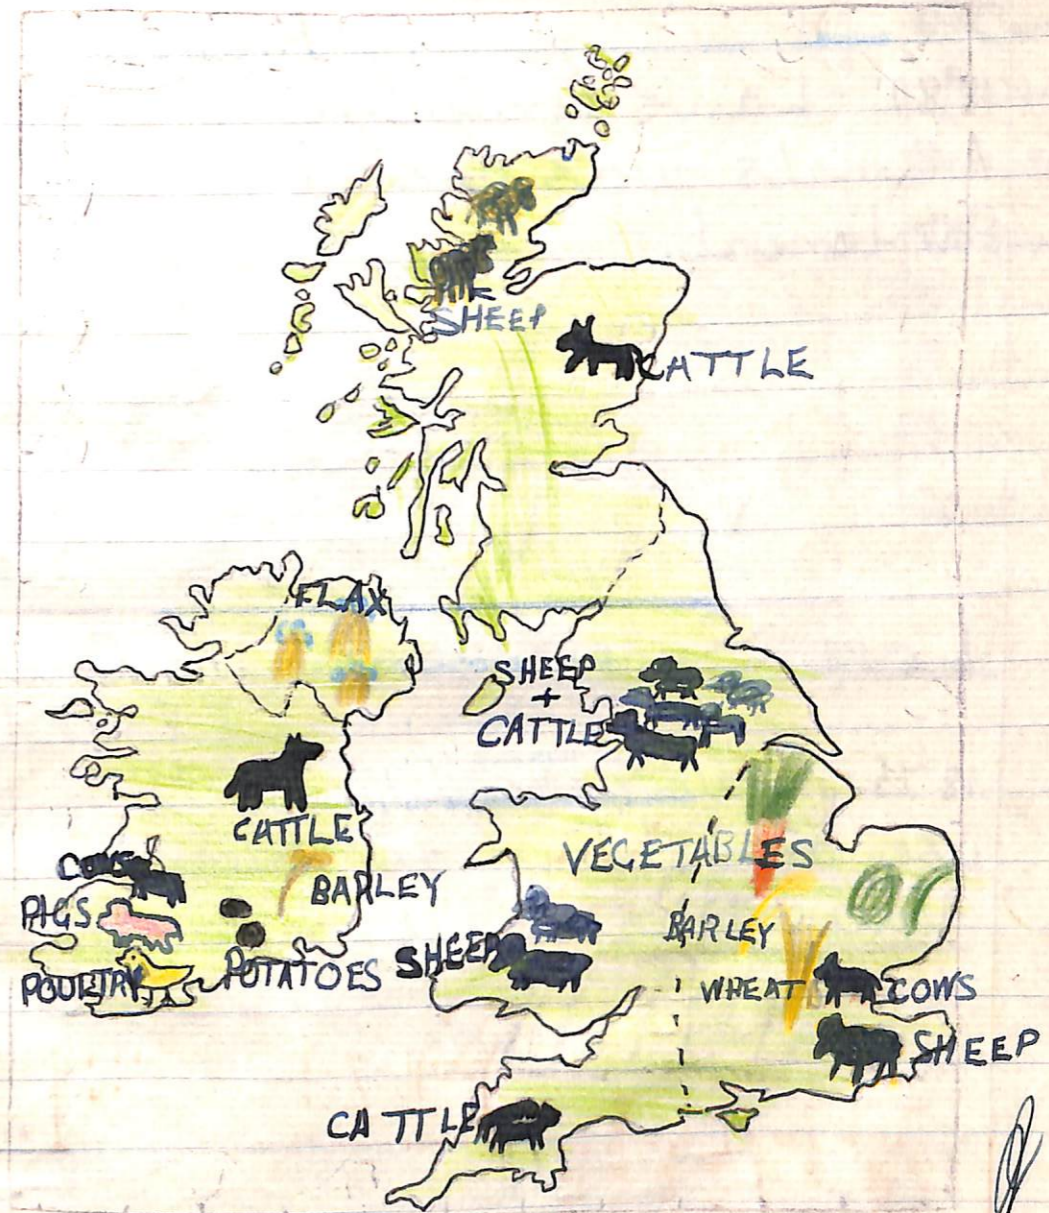 SHEEP
CATTLE
FLAX
SHEEP
+
CATTLE
CATTLE
VEGETABLES
COWS
BARLEY
PIGS
BARLEY
POULTRY
POTATOES
SHEEP
WHEAT
COWS
SHEEP
CATTLE